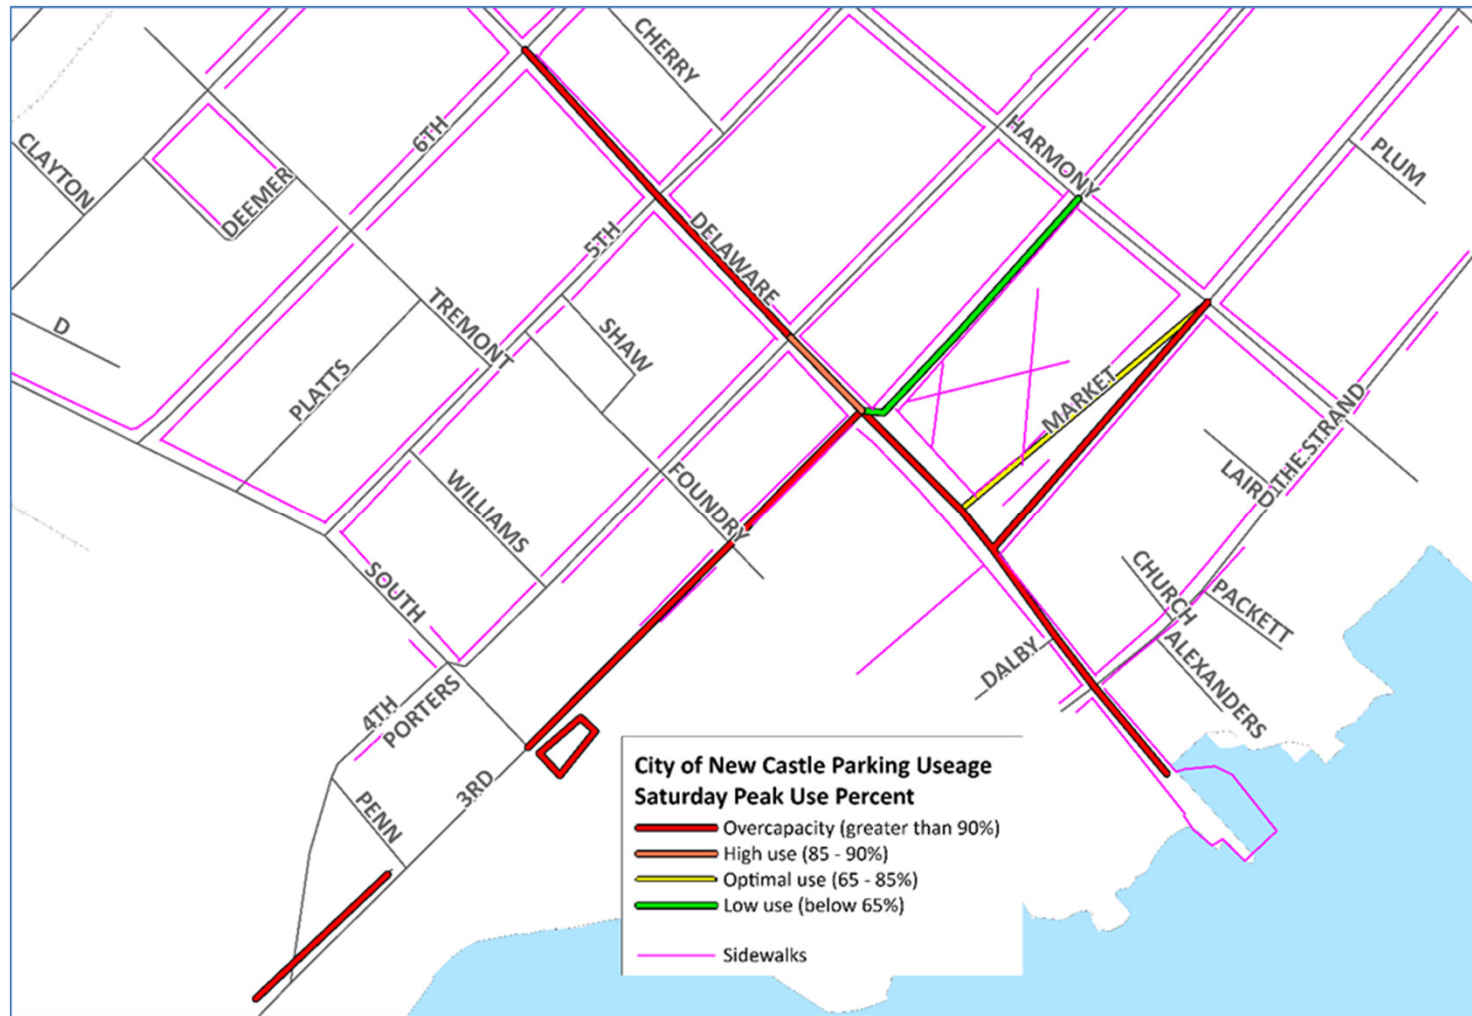 CHERRY
HARMONY
PLUM
6TH
CLAYTON
DEEMER
5TH
DELAWARE
TREMONT
D
SHAW
PLATTS
MARKET
THE STRAND
LAIRD
FOUNDRY
WILLIAMS
SOUTH
CHURCH
PACKETT
DALBY
ALEXANDERS
4TH
PORTERS
3RD
PENN
City of New Castle Parking Useage
Saturday Peak Use Percent
Overcapacity (greater than 90%)
High use (85 - 90%)
Optimal use (65 - 85%)
Low use (below 65%)
Sidewalks